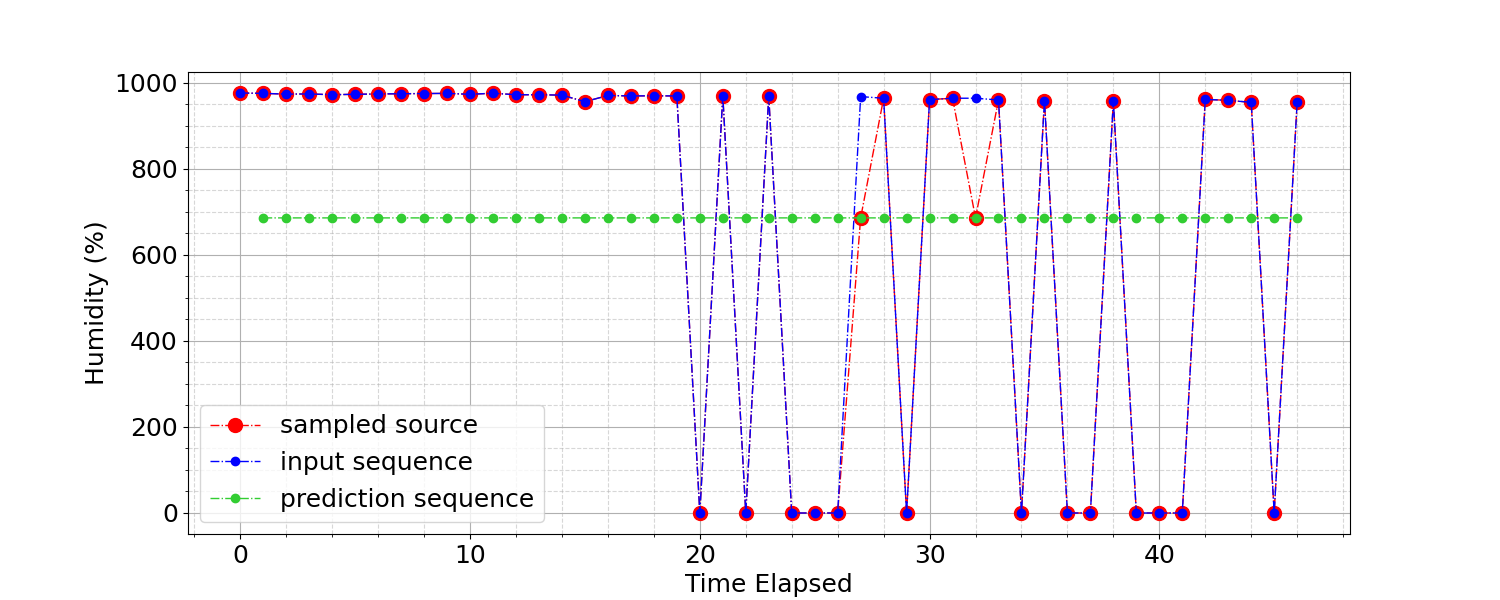 1000
800
600
400
200
0
Humidity (%)
sampled source
input sequence
prediction sequence
0 10 20 30 40
Time Elapsed